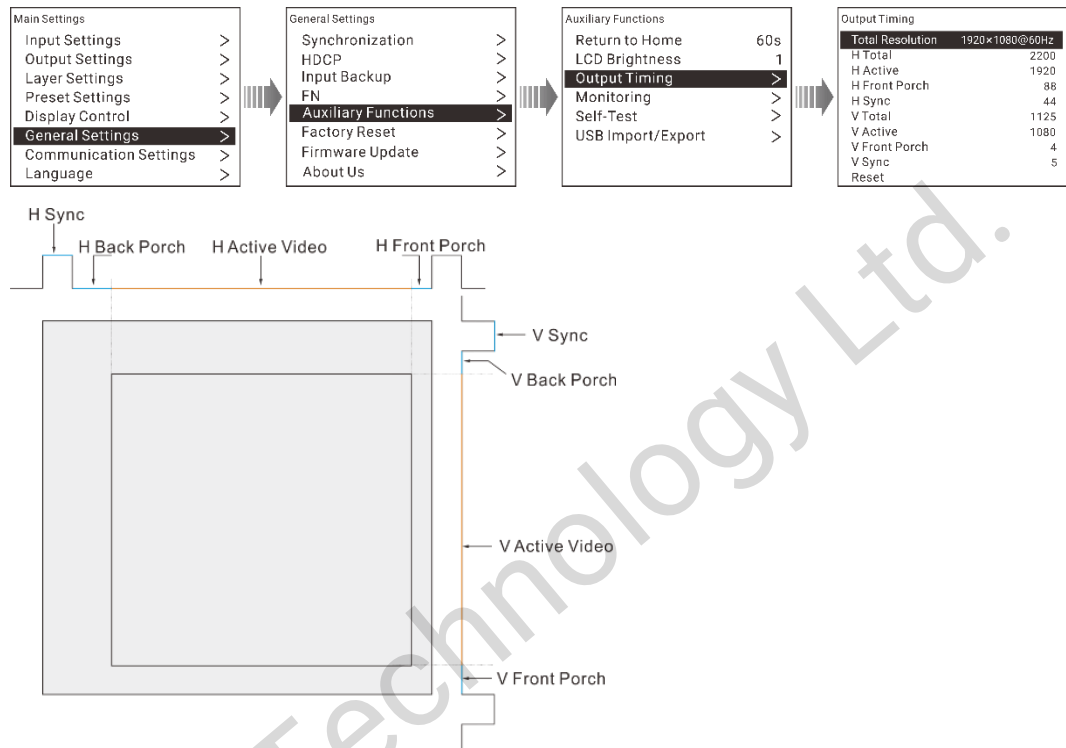 Main Settings
Input Settings >
Output Settings >
Layer Settings >
Preset Settings >
Display Control >
General Settings >
Communication Settings >
Language >
General Settings
Synchronization >
HDCP >
Input Backup >
FN >
Auxiliary Functions >
Factory Reset >
Firmware Update >
About Us >
Auxiliary Functions
Return to Home 60s
LCD Brightness 1
Output Timing >
Monitoring >
Self-Test >
USB Import/Export >
Output Timing
Total Resolution 1920×1080@60Hz
H Total 2200
H Active 1920
H Front Porch 88
H Sync 44
V Total 1125
V Active 1080
V Front Porch 4
V Sync 5
Reset
H Sync
H Back Porch H Active Video H Front Porch
V Sync
V Back Porch
V Active Video
V Front Porch
Technology Ltd.